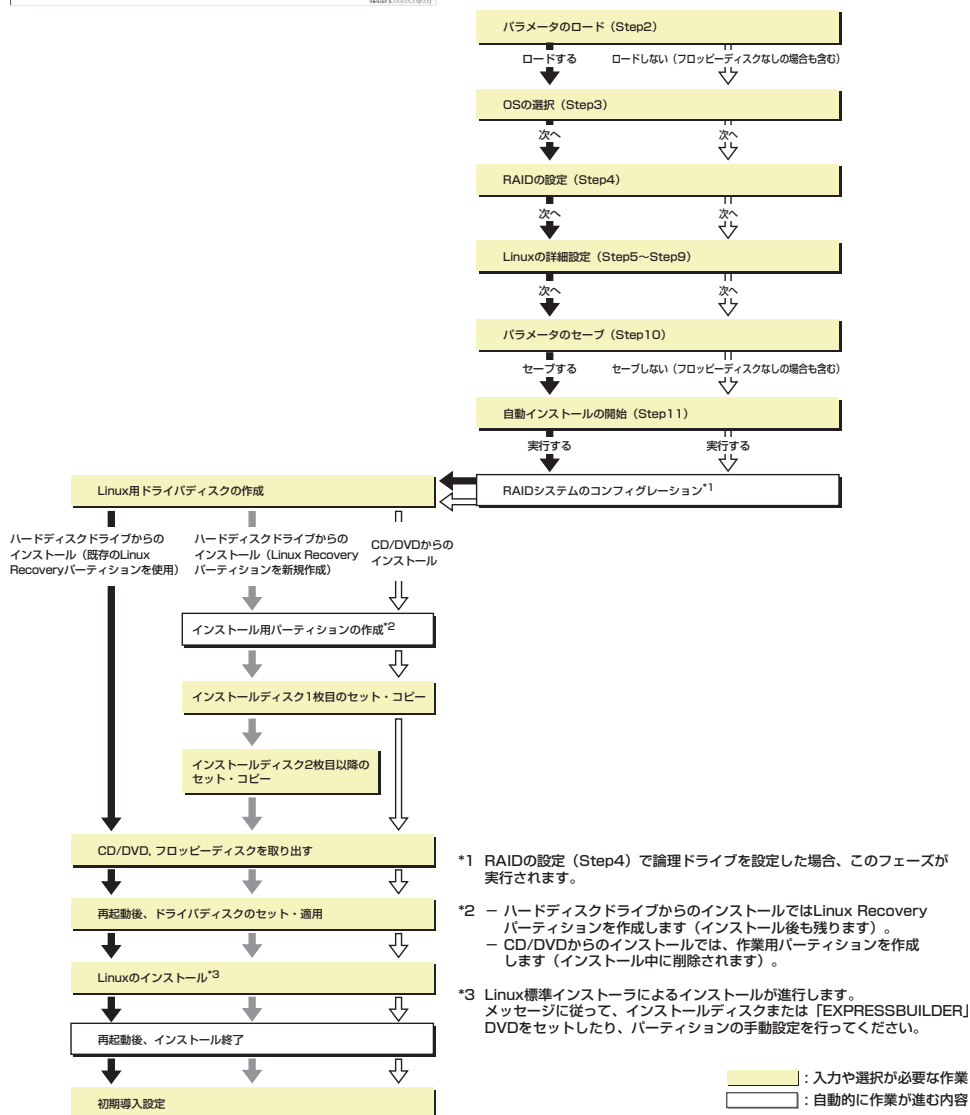 パラメータのロード（Step2）
ロードする
ロードしない（フロッピーディスクなしの場合も含む）
OSの選択（Step3）
次へ
次へ
RAIDの設定（Step4）
次へ
次へ
Linuxの詳細設定（Step5～Step9）
次へ
次へ
パラメータのセーブ（Step10）
セーブする
セーブしない（フロッピーディスクなしの場合も含む）
自動インストールの開始（Step11）
実行する
実行する
Linux用ドライバディスクの作成
RAIDシステムのコンフィグレーション*1
ハードディスクドライブからの
インストール（既存のLinux
Recoveryパーティションを使用）
ハードディスクドライブからの
インストール（Linux Recovery
パーティションを新規作成）
CD/DVDからの
インストール
インストール用パーティションの作成*2
インストールディスク1枚目のセット・コピー
インストールディスク2枚目以降の
セット・コピー
CD/DVD, フロッピーディスクを取り出す
再起動後、ドライバディスクのセット・適用
Linuxのインストール*3
再起動後、インストール終了
初期導入設定
*1 RAIDの設定（Step4）で論理ドライブを設定した場合、このフェーズが
実行されます。
*2 － ハードディスクドライブからのインストールではLinux Recovery
パーティションを作成します（インストール後も残ります）。
－ CD/DVDからのインストールでは、作業用パーティションを作成
します（インストール中に削除されます）。
*3 Linux標準インストーラによるインストールが進行します。
メッセージに従って、インストールディスクまたは「EXPRESSBUILDER」
DVDをセットしたり、パーティションの手動設定を行ってください。
：入力や選択が必要な作業
：自動的に作業が進む内容